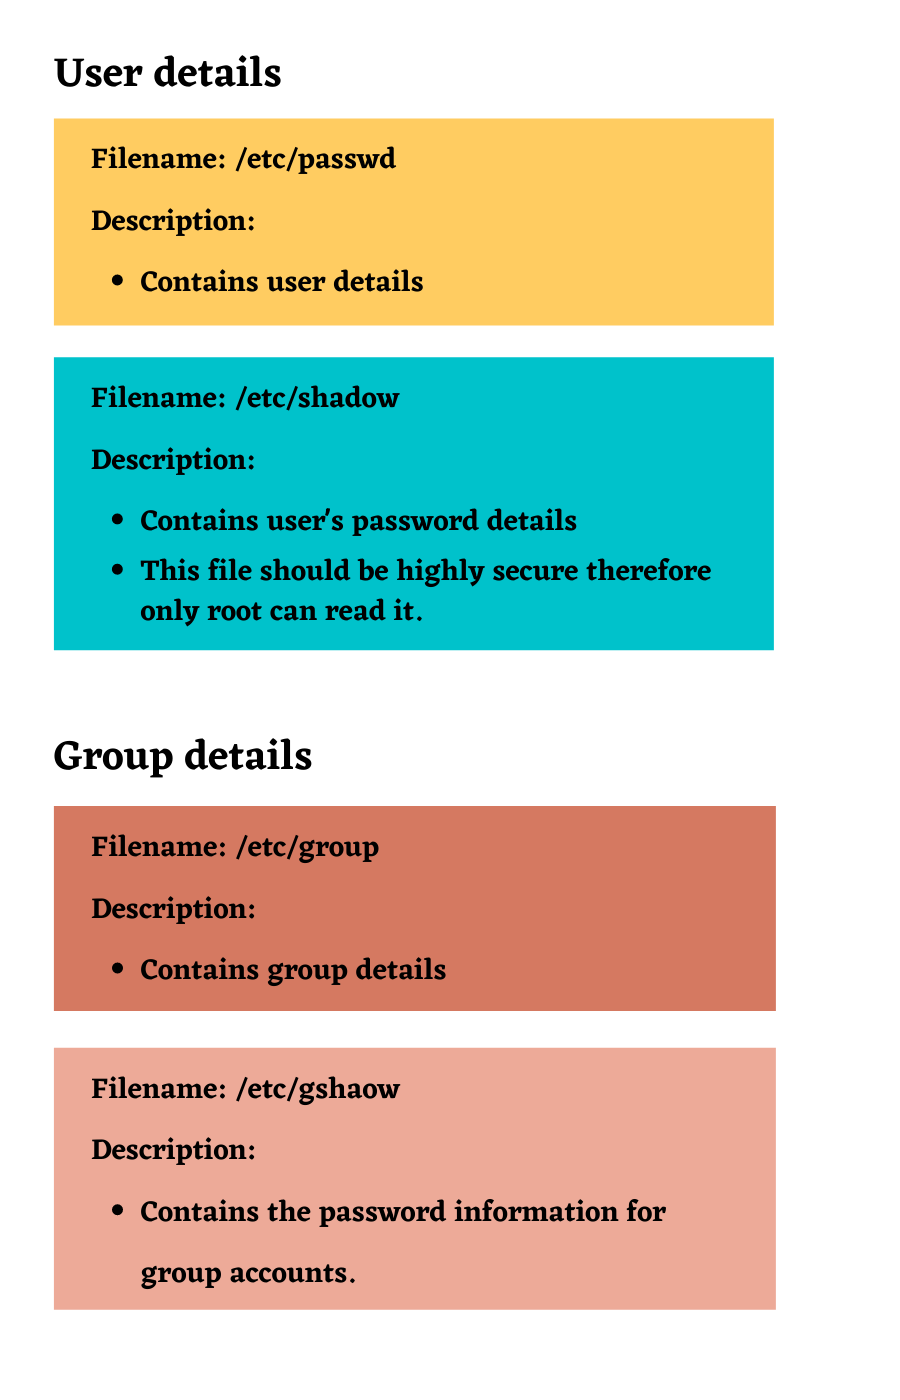 User details
Filename: /etc/passwd
Description:
• Contains user details
Filename: /etc/shadow
Description:
• Contains user's password details
• This file should be highly secure therefore
only root can read it.
Group details
Filename: /etc/group
Description:
• Contains group details
Filename: /etc/gshaow
Description:
• Contains the password information for
group accounts.